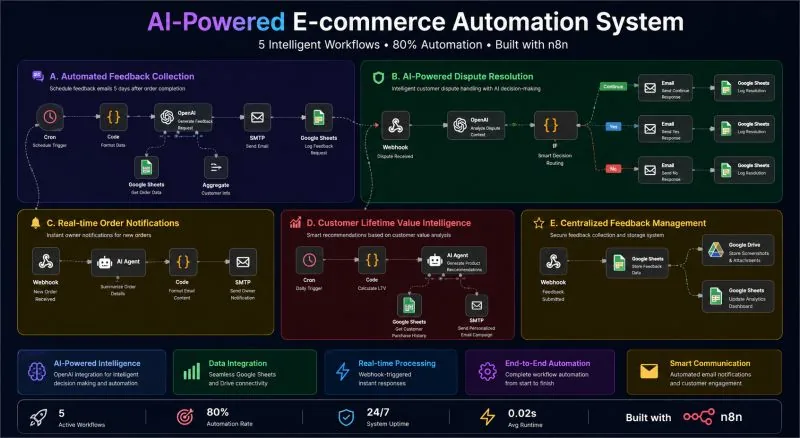 AI-Powered E-commerce Automation System
5 Intelligent Workflows • 80% Automation • Built with n8n
A. Automated Feedback Collection
Schedule feedback emails 5 days after order completion
Cron
Schedule Trigger
Code
Format Data
OpenAI
Generate Feedback
Request
SMTP
Send Email
Google Sheets
Log Feedback
Request
Google Sheets
Get Order Data
Aggregate
Customer Info
B. AI-Powered Dispute Resolution
Intelligent customer dispute handling with AI decision-making
Webhook
Dispute Received
OpenAI
Analyze Dispute
Context
IF
Smart Decision
Routing
Continue
Email
Send Continue
Response
Google Sheets
Log Resolution
Yes
Email
Send Yes
Response
Google Sheets
Log Resolution
No
Email
Send No
Response
Google Sheets
Log Resolution
C. Real-time Order Notifications
Instant owner notifications for new orders
Webhook
New Order
Received
AI Agent
Summarize Order
Details
Code
Format Email
Content
SMTP
Send Owner
Notification
D. Customer Lifetime Value Intelligence
Smart recommendations based on customer value analysis
Cron
Daily Trigger
Code
Calculate LTV
AI Agent
Generate Product
Recommendations
Google Sheets
Get Customer
Purchase History
SMTP
Send Personalized
Email Campaign
E. Centralized Feedback Management
Secure feedback collection and storage system
Webhook
Feedback
Submitted
Google Sheets
Store Feedback
Data
Google Drive
Store Screenshots
& Attachments
Google Sheets
Update Analytics
Dashboard
AI-Powered Intelligence
OpenAI integration for Intelligent
decision making and automation
Data Integration
Seamless Google Sheets
and Drive connectivity
Real-time Processing
Webhook-triggered
instant responses
End-to-End Automation
Complete workflow automation
from start to finish
Smart Communication
Automated email notifications
and customer engagement
5
Active Workflows
80%
Automation Rate
24/7
System Uptime
0.02s
Avg Runtime
Built with n8n